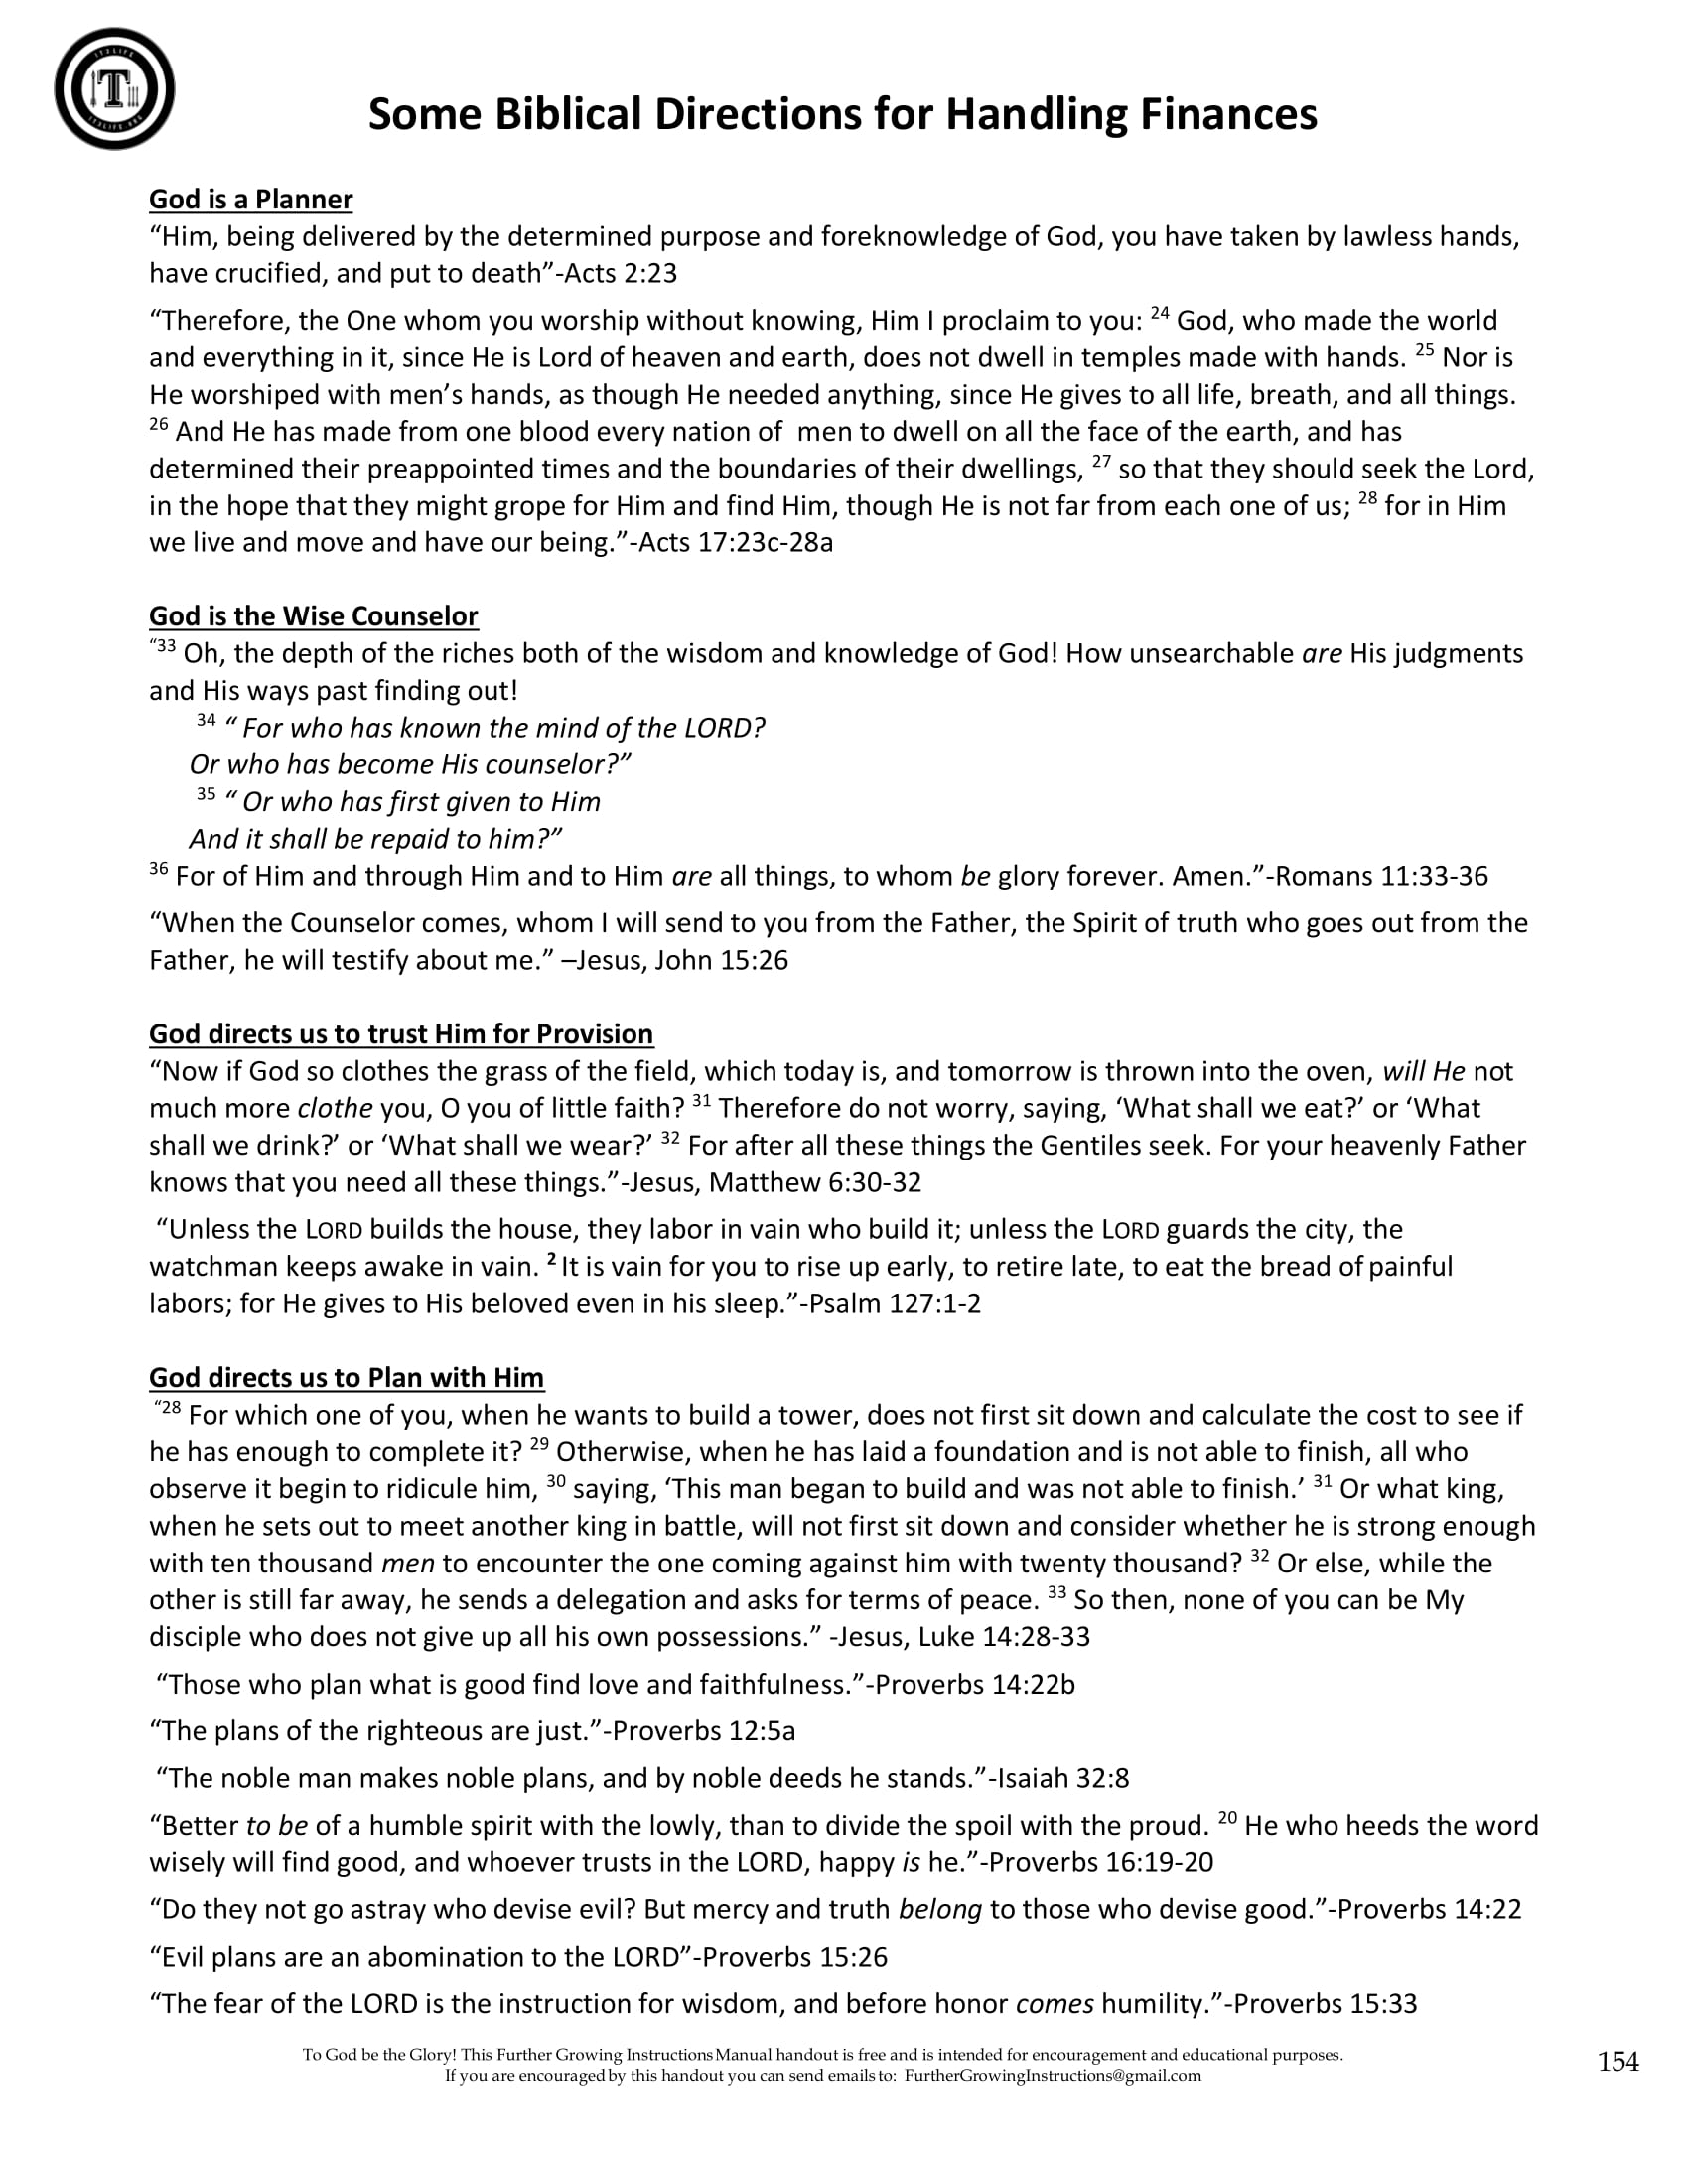 T
Some Biblical Directions for Handling Finances
God is a Planner
“Him, being delivered by the determined purpose and foreknowledge of God, you have taken by lawless hands,
have crucified, and put to death”-Acts 2:23
“Therefore, the One whom you worship without knowing, Him I proclaim to you: 24 God, who made the world
and everything in it, since He is Lord of heaven and earth, does not dwell in temples made with hands. 25 Nor is
He worshiped with men’s hands, as though He needed anything, since He gives to all life, breath, and all things.
26 And He has made from one blood every nation of  men to dwell on all the face of the earth, and has
determined their preappointed times and the boundaries of their dwellings, 27 so that they should seek the Lord,
in the hope that they might grope for Him and find Him, though He is not far from each one of us; 28 for in Him
we live and move and have our being.”-Acts 17:23c-28a
God is the Wise Counselor
“33 Oh, the depth of the riches both of the wisdom and knowledge of God! How unsearchable are His judgments
and His ways past finding out!
34 “ For who has known the mind of the LORD?
Or who has become His counselor?”
35 “ Or who has first given to Him
And it shall be repaid to him?”
36 For of Him and through Him and to Him are all things, to whom be glory forever. Amen.”-Romans 11:33-36
“When the Counselor comes, whom I will send to you from the Father, the Spirit of truth who goes out from the
Father, he will testify about me.” –Jesus, John 15:26
God directs us to trust Him for Provision
“Now if God so clothes the grass of the field, which today is, and tomorrow is thrown into the oven, will He not
much more clothe you, O you of little faith? 31 Therefore do not worry, saying, ‘What shall we eat?’ or ‘What
shall we drink?’ or ‘What shall we wear?’ 32 For after all these things the Gentiles seek. For your heavenly Father
knows that you need all these things.”-Jesus, Matthew 6:30-32
“Unless the LORD builds the house, they labor in vain who build it; unless the LORD guards the city, the
watchman keeps awake in vain. 2 It is vain for you to rise up early, to retire late, to eat the bread of painful
labors; for He gives to His beloved even in his sleep.”-Psalm 127:1-2
God directs us to Plan with Him
“28 For which one of you, when he wants to build a tower, does not first sit down and calculate the cost to see if
he has enough to complete it? 29 Otherwise, when he has laid a foundation and is not able to finish, all who
observe it begin to ridicule him, 30 saying, ‘This man began to build and was not able to finish.’ 31 Or what king,
when he sets out to meet another king in battle, will not first sit down and consider whether he is strong enough
with ten thousand men to encounter the one coming against him with twenty thousand? 32 Or else, while the
other is still far away, he sends a delegation and asks for terms of peace. 33 So then, none of you can be My
disciple who does not give up all his own possessions.” -Jesus, Luke 14:28-33
“Those who plan what is good find love and faithfulness.”-Proverbs 14:22b
“The plans of the righteous are just.”-Proverbs 12:5a
“The noble man makes noble plans, and by noble deeds he stands.”-Isaiah 32:8
“Better to be of a humble spirit with the lowly, than to divide the spoil with the proud. 20 He who heeds the word
wisely will find good, and whoever trusts in the LORD, happy is he.”-Proverbs 16:19-20
“Do they not go astray who devise evil? But mercy and truth belong to those who devise good.”-Proverbs 14:22
“Evil plans are an abomination to the LORD”-Proverbs 15:26
“The fear of the LORD is the instruction for wisdom, and before honor comes humility.”-Proverbs 15:33
To God be the Glory! This Further Growing Instructions Manual handout is free and is intended for encouragement and educational purposes.
If you are encouraged by this handout you can send emails to:  FurtherGrowingInstructions@gmail.com
154